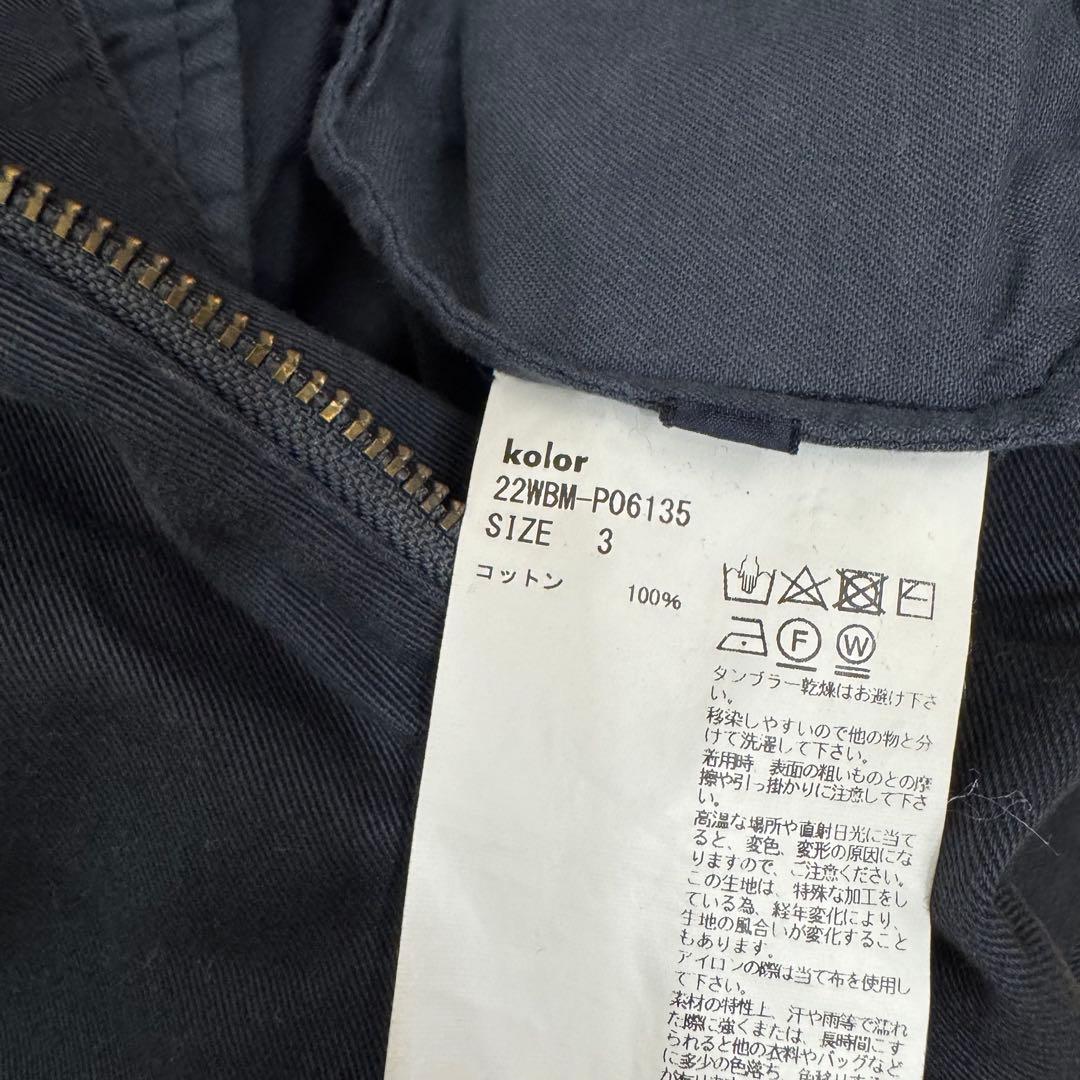 kolor
22WBM-P06135
SIZE 3
コットン 100%
F W
タンブラー乾燥はお避け下さ
い。
移染しやすいので他の物と分
けて洗濯して下さい。
着用時 表面の粗いものとの摩
擦や引っ掛かりに注意して下さ
い。
高温な場所や直射日光に当て
ると、変色、変形の原因にな
りますので、ご注意ください。
この生地は、特殊な加工をし
ている為、経年変化により、
生地の風合いが変化すること
もあります。
アイロンの際は当て布を使用し
て下さい。
素材の特性上、汗や雨等で濡れ
た際に強くまたは、長時間こす
られると他の衣料やバッグなど
に多少の色落ち、色移り